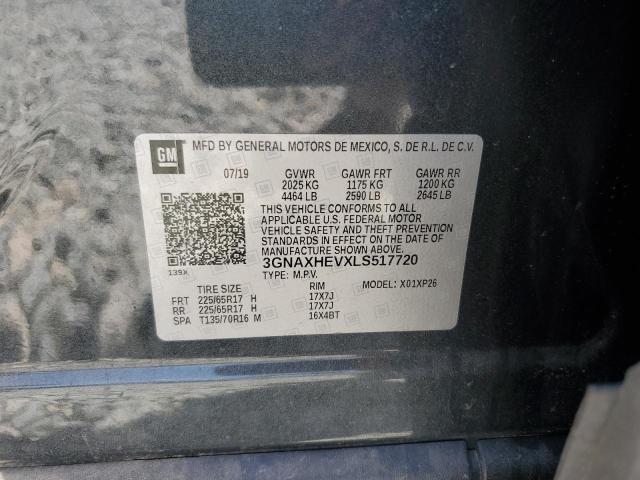 GM
MFD BY GENERAL MOTORS DE MEXICO, S. DE R.L. DE C.V.
07/19 GVWR GAWR FRT GAWR RR
2025 KG 1175 KG 1200 KG
4464 LB 2590 LB 2645 LB
THIS VEHICLE CONFORMS TO ALL
APPLICABLE U.S. FEDERAL MOTOR
VEHICLE SAFETY AND THEFT PREVENTION
STANDARDS IN EFFECT ON THE DATE OF
MANUFACTURE SHOWN ABOVE.
139X
3GNAXHEVXLS517720
TYPE: M.P.V. MODEL: X01XP26
TIRE SIZE RIM
FRT 225/65R17 H 17X7J
RR 225/65R17 H 17X7J
SPA T135/70R16 M 16X4BT